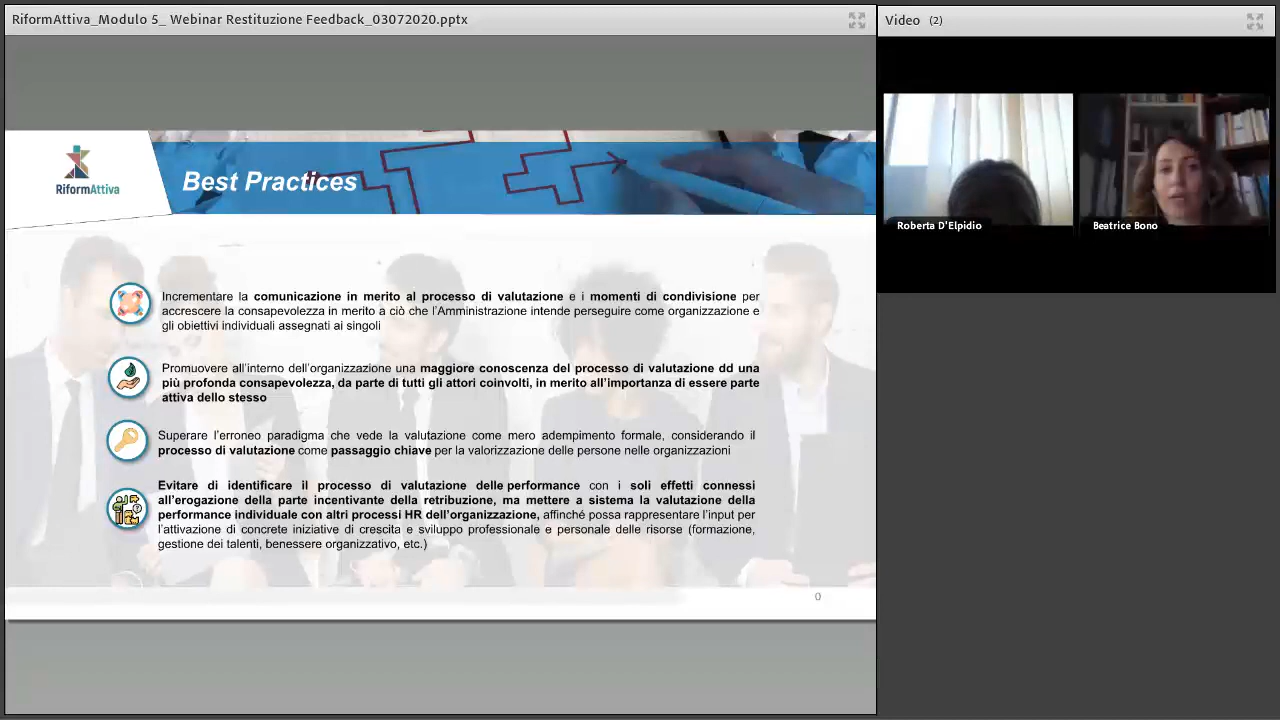 RiformAttiva_Modulo 5_ Webinar Restituzione Feedback_03072020.pptx
Video (2)
RiformAttiva
Best Practices
Roberta D'Elpidio
Beatrice Bono
Incrementare la comunicazione in merito al processo di valutazione e i momenti di condivisione per
accrescere la consapevolezza in merito a ciò che l'Amministrazione intende perseguire come organizzazione e
gli obiettivi individuali assegnati ai singoli
Promuovere all'interno dell'organizzazione una maggiore conoscenza del processo di valutazione dd una
più profonda consapevolezza, da parte di tutti gli attori coinvolti, in merito all'importanza di essere parte
attiva dello stesso
Superare l'erroneo paradigma che vede la valutazione come mero adempimento formale, considerando il
processo di valutazione come passaggio chiave per la valorizzazione delle persone nelle organizzazioni
Evitare di identificare il processo di valutazione delle performance con i soli effetti connessi
all'erogazione della parte incentivante della retribuzione, ma mettere a sistema la valutazione della
performance individuale con altri processi HR dell'organizzazione, affinché possa rappresentare l'input per
l'attivazione di concrete iniziative di crescita e sviluppo professionale e personale delle risorse (formazione,
gestione dei talenti, benessere organizzativo, etc.)
0